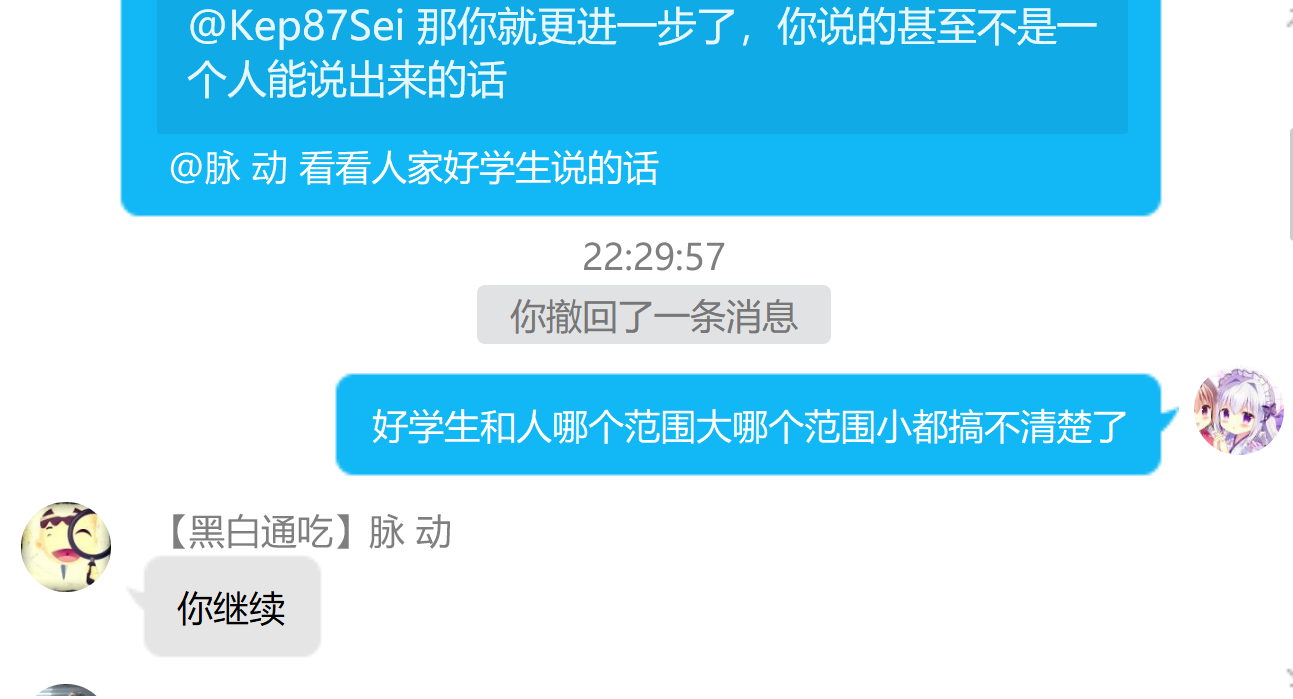 @Kep87Sei 那你就更进一步了，你说的甚至不是一
个人能说出来的话
@脉 动 看看人家好学生说的话
22:29:57
你撤回了一条消息
好学生和人哪个范围大哪个范围小都搞不清楚了
【黑白通吃】脉 动
你继续